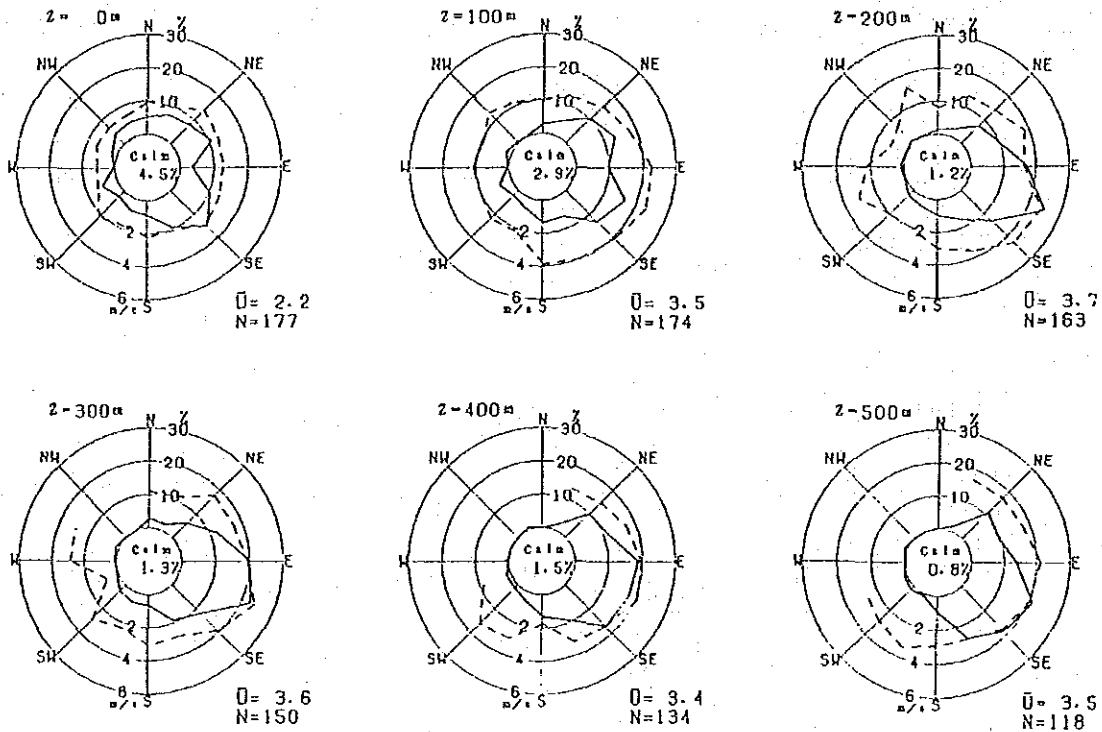 Z= 0m
N %
30
NW
NE
20
10
W
Calm
4.5%
E
2
SW
4
SE
6
m/s S
Ū= 2.2
N=177
Z=100m
N %
30
NW
NE
20
10
W
Calm
2.9%
E
2
SW
4
SE
6
m/s S
Ū= 3.5
N=174
Z=200m
N %
30
NW
NE
20
10
W
Calm
1.2%
E
2
SW
4
SE
6
m/s S
Ū= 3.7
N=163
Z=300m
N %
30
NW
NE
20
10
W
Calm
1.3%
E
2
SW
4
SE
6
m/s S
Ū= 3.6
N=150
Z=400m
N %
30
NW
NE
20
10
W
Calm
1.5%
E
2
SW
4
SE
6
m/s S
Ū= 3.4
N=134
Z=500m
N %
30
NW
NE
20
10
W
Calm
0.8%
E
2
SW
4
SE
6
m/s S
Ū= 3.5
N=118